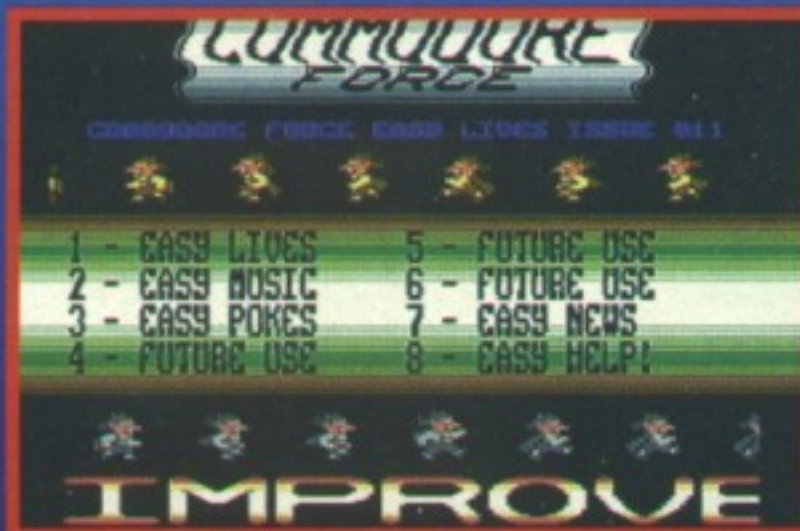 COMMODORE
FORCE
COMMODORE FORCE EASY LIVES ISSUE 011
1 - EASY LIVES 5 - FUTURE USE
2 - EASY MUSIC 6 - FUTURE USE
3 - EASY POKES 7 - EASY NEWS
4 - FUTURE USE 8 - EASY HELP!
IMPROVE